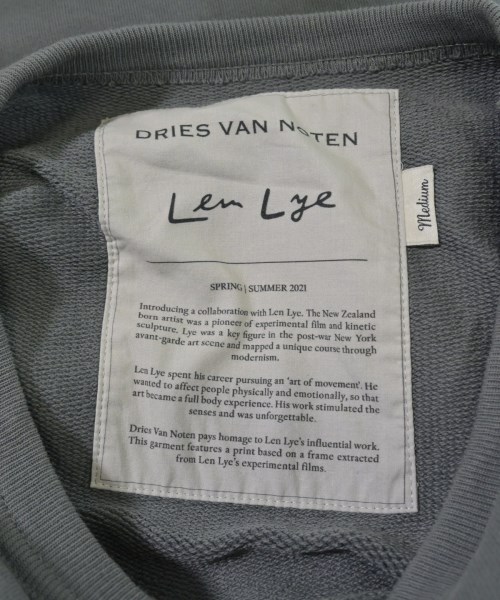 DRIES VAN NOTEN
Len Lye
Medium
SPRING | SUMMER 2021
Introducing a collaboration with Len Lye. The New Zealand
born artist was a pioneer of experimental film and kinetic
sculpture. Lye was a key figure in the post-war New York
avant-garde art scene and mapped a unique course through
modernism.
Len Lye spent his career pursuing an 'art of movement'. He
wanted to affect people physically and emotionally, so that
art became a full body experience. His work stimulated the
senses and was unforgettable.
Dries Van Noten pays homage to Len Lye's influential work.
This garment features a print based on a frame extracted
from Len Lye's experimental films.